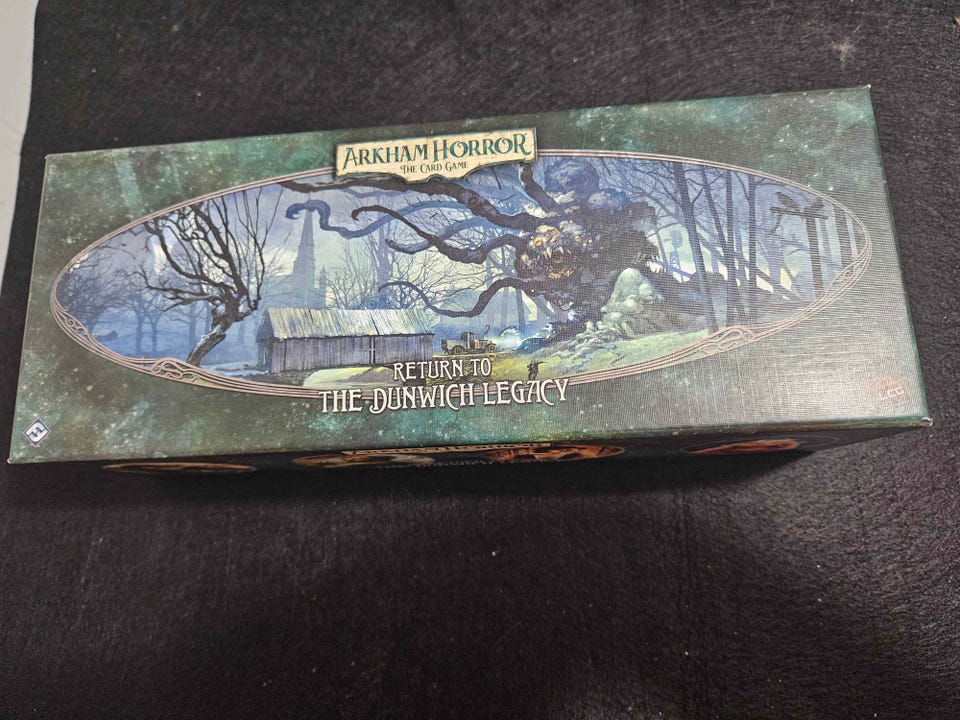 ARKHAM HORROR
THE CARD GAME
RETURN TO
THE DUNWICH LEGACY